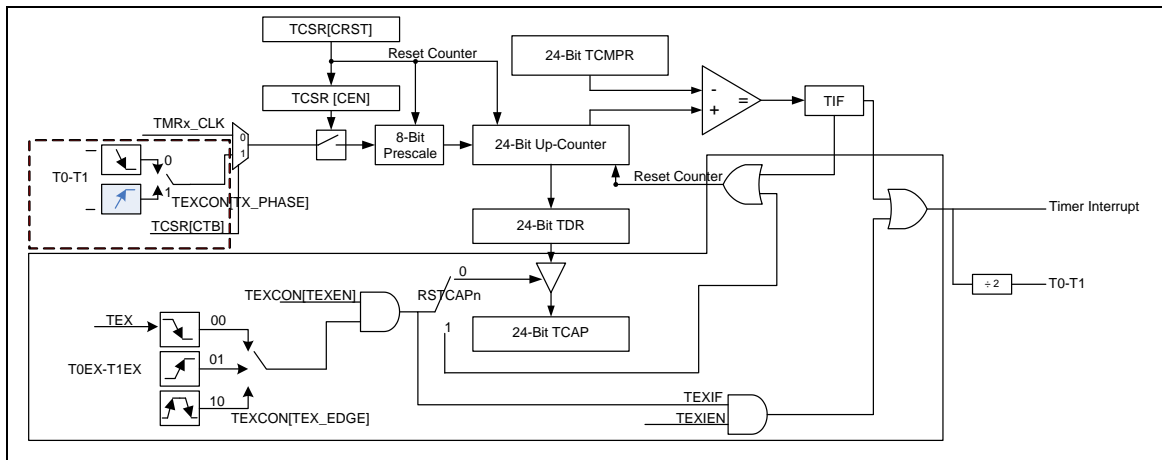 TCSR[CRST]
Reset Counter
24-Bit TCMPR
TCSR [CEN]
-
+
=
TIF
TMRx_CLK
0
1
8-Bit
Prescale
24-Bit Up-Counter
T0-T1
0
1
TEXCON[TX_PHASE]
TCSR[CTB]
Reset Counter
Timer Interrupt
24-Bit TDR
÷ 2
T0-T1
TEXCON[TEXEN]
RSTCAPn
0
1
24-Bit TCAP
TEX
00
T0EX-T1EX
01
10
TEXCON[TEX_EDGE]
TEXIF
TEXIEN